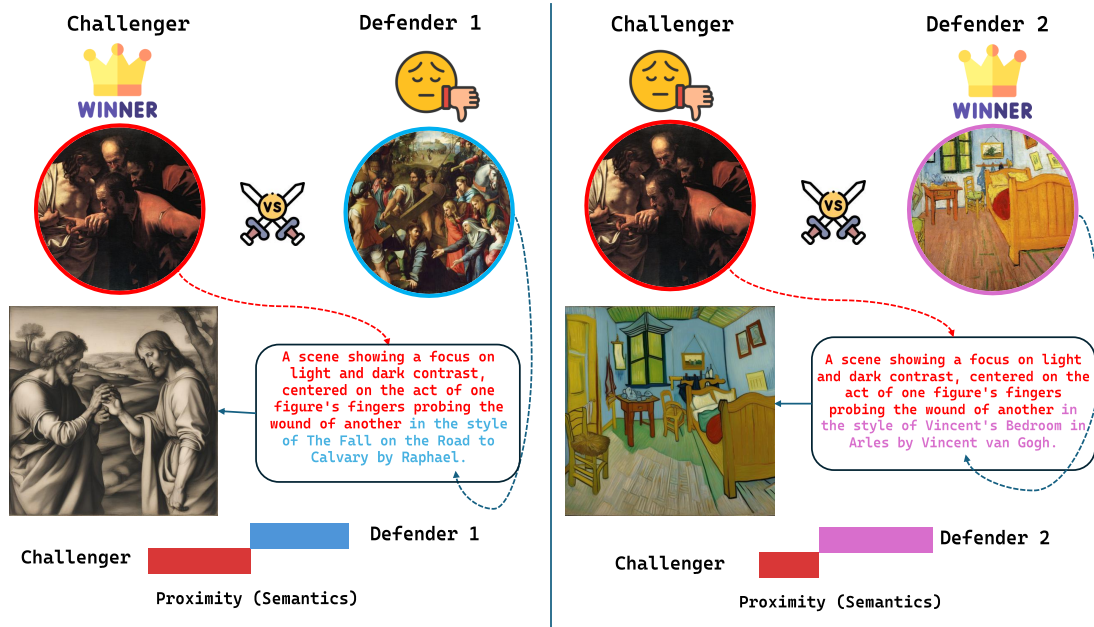 Challenger
Defender 1
WINNER
VS
A scene showing a focus on
light and dark contrast,
centered on the act of one
figure's fingers probing the
wound of another in the style
of The Fall on the Road to
Calvary by Raphael.
Challenger
Defender 1
Proximity (Semantics)
Challenger
Defender 2
WINNER
VS
A scene showing a focus on light
and dark contrast, centered on the
act of one figure's fingers
probing the wound of another in
the style of Vincent's Bedroom in
Arles by Vincent van Gogh.
Challenger
Defender 2
Proximity (Semantics)